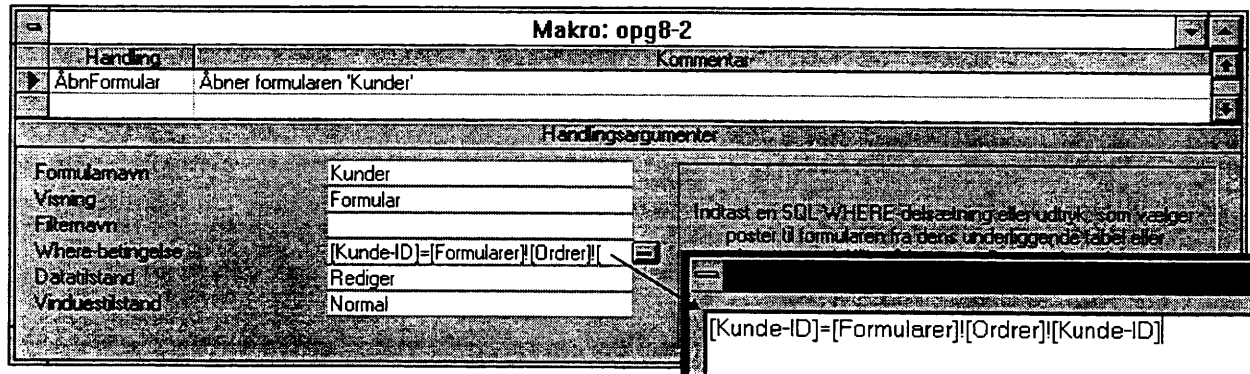 Makro: opg8-2
Handling Kommentar
ÅbnFormular Åbner formularen 'Kunder'
Handlingsargumenter
Formularnavn Kunder
Visning Formular
Filternavn
Where-betingelse [Kunde-ID]=[Formularer]![Ordrer]![
Datatilstand Rediger
Vinduestilstand Normal
Indtast en SQL WHERE-delsætning eller udtryk, som vælger
poster til formularen fra dens underliggende tabel eller
[Kunde-ID]=[Formularer]![Ordrer]![Kunde-ID]